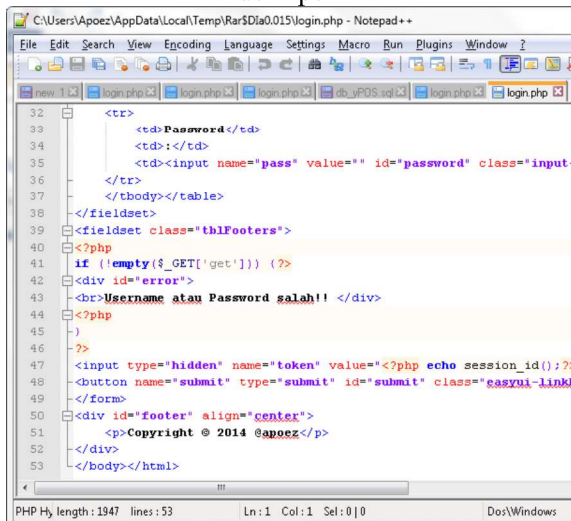 C:\Users\Apoez\AppData\Local\Temp\Rar$DIa0.015\login.php - Notepad++
File Edit Search View Encoding Language Settings Macro Run Plugins Window ?
new 1 login.php login.php login.php db_yPOS.sql login.php login.php
32 <tr>
33 <td>Password</td>
34 <td>:</td>
35 <td><input name="pass" value="" id="password" class="input-
36 </tr>
37 </tbody></table>
38 </fieldset>
39 <fieldset class="tblFooters">
40 <?php
41 if (!empty($_GET['get'])) {?>
42 <div id="error">
43 <br>Username atau Password salah!! </div>
44 <?php
45 }
46 ?>
47 <input type="hidden" name="token" value="<?php echo session_id();?>
48 <button name="submit" type="submit" id="submit" class="easyui-linkb
49 </form>
50 <div id="footer" align="center">
51 <p>Copyright © 2014 @apoez</p>
52 </div>
53 </body></html>
PHP Hy length : 1947 lines : 53 Ln : 1 Col : 1 Sel : 0 | 0 Dos\Windows